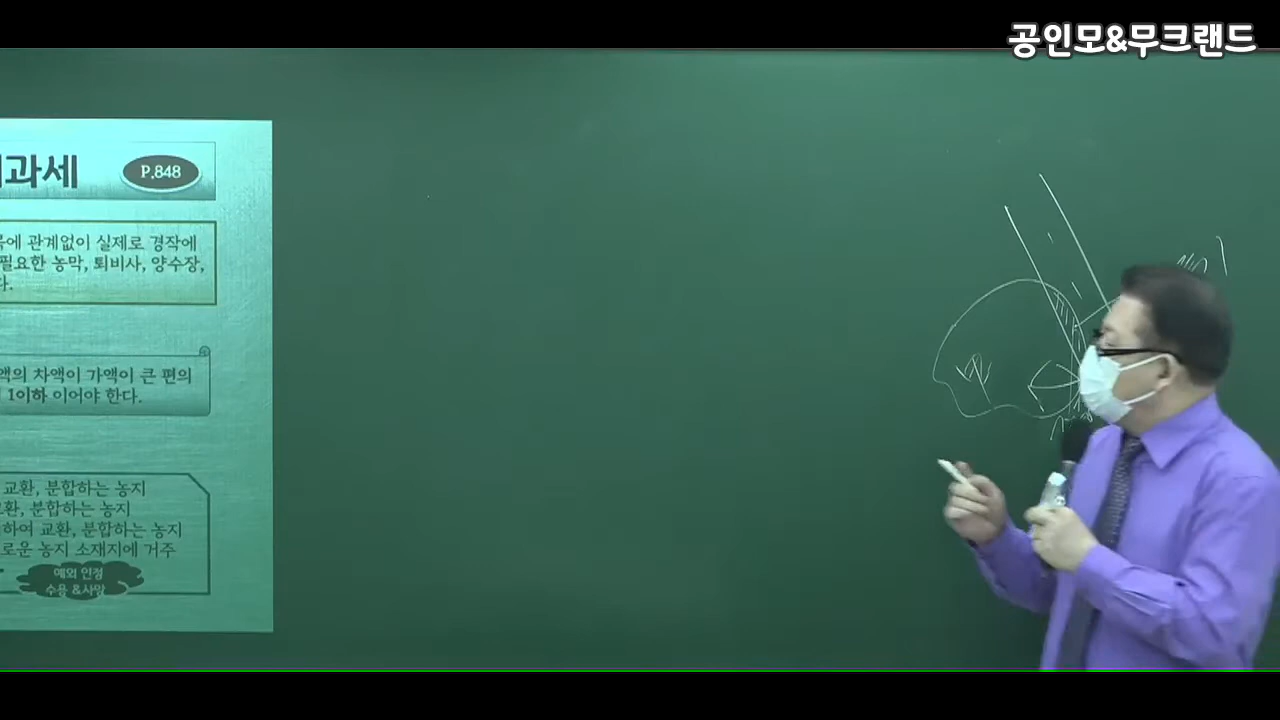 공인모&무크랜드
비과세
P.848
목에 관계없이 실제로 경작에
필요한 농막, 퇴비사, 양수장,
다.
액의 차액이 가액이 큰 편의
1이하 이어야 한다.
교환, 분합하는 농지
교환, 분합하는 농지
하여 교환, 분합하는 농지
로운 농지 소재지에 거주
예외 인정
수용 &사망